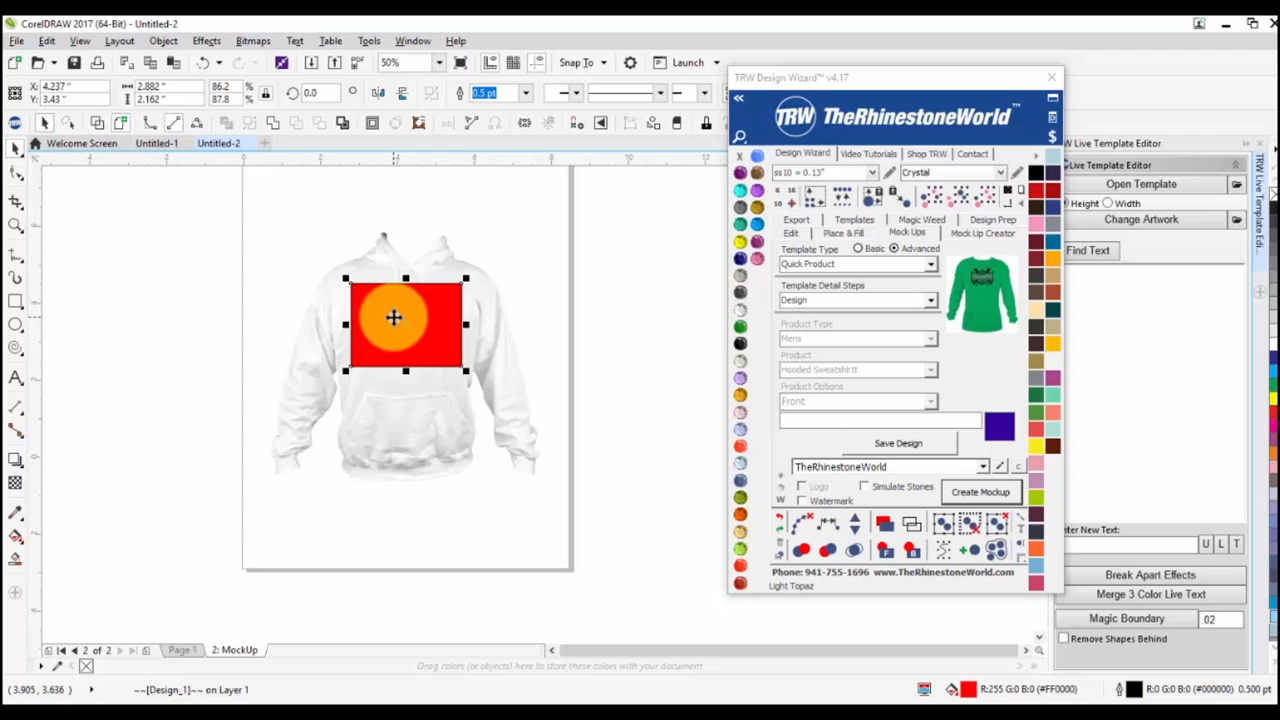 CorelDRAW 2017 (64-Bit) - Untitled-2
File Edit View Layout Object Effects Bitmaps Text Table Tools Window Help
50% Snap To Launch
X: 4.237 " 2.882 " 86.2 %
Y: 3.43 " 2.162 " 87.8 %
0.0 0.5 pt
Welcome Screen Untitled-1 Untitled-2
TRW Design Wizard™ v4.17
TRW TheRhinestoneWorld™
Design Wizard Video Tutorials Shop TRW Contact
ss10 = 0.13" Crystal
Export Templates Magic Weed Design Prep
Edit Place & Fill Mock Ups Mock Up Creator
Template Type Basic Advanced
Quick Product
Template Detail Steps
Design
Product Type
Mens
Product
Hooded Sweatshirt
Product Options
Front
Save Design
TheRhinestoneWorld
Logo Simulate Stones Create Mockup
Watermark
Phone: 941-755-1696 www.TheRhinestoneWorld.com
Light Topaz
W Live Template Editor
Live Template Editor
Open Template
Height Width
Change Artwork
Find Text
TRW Live Template Edi...
nter New Text:
U L T
Break Apart Effects
Merge 3 Color Live Text
Magic Boundary .02
Remove Shapes Behind
2 of 2 Page 1 2: MockUp
Drag colors (or objects) here to store these colors with your document
(3.905, 3.636) ~~[Design_1]~~ on Layer 1 R:255 G:0 B:0 (#FF0000) R:0 G:0 B:0 (#000000) 0.500 pt